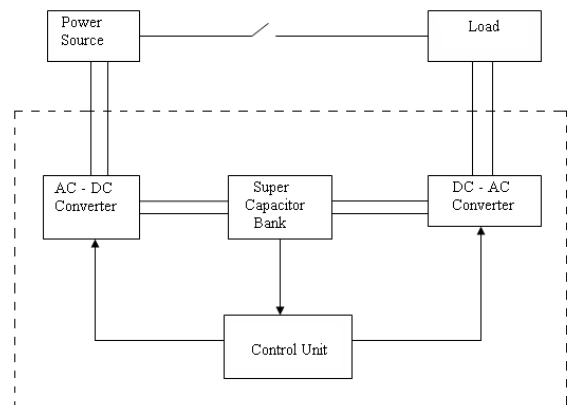 Power
Source
Load
AC - DC
Converter
Super
Capacitor
Bank
DC - AC
Converter
Control Unit